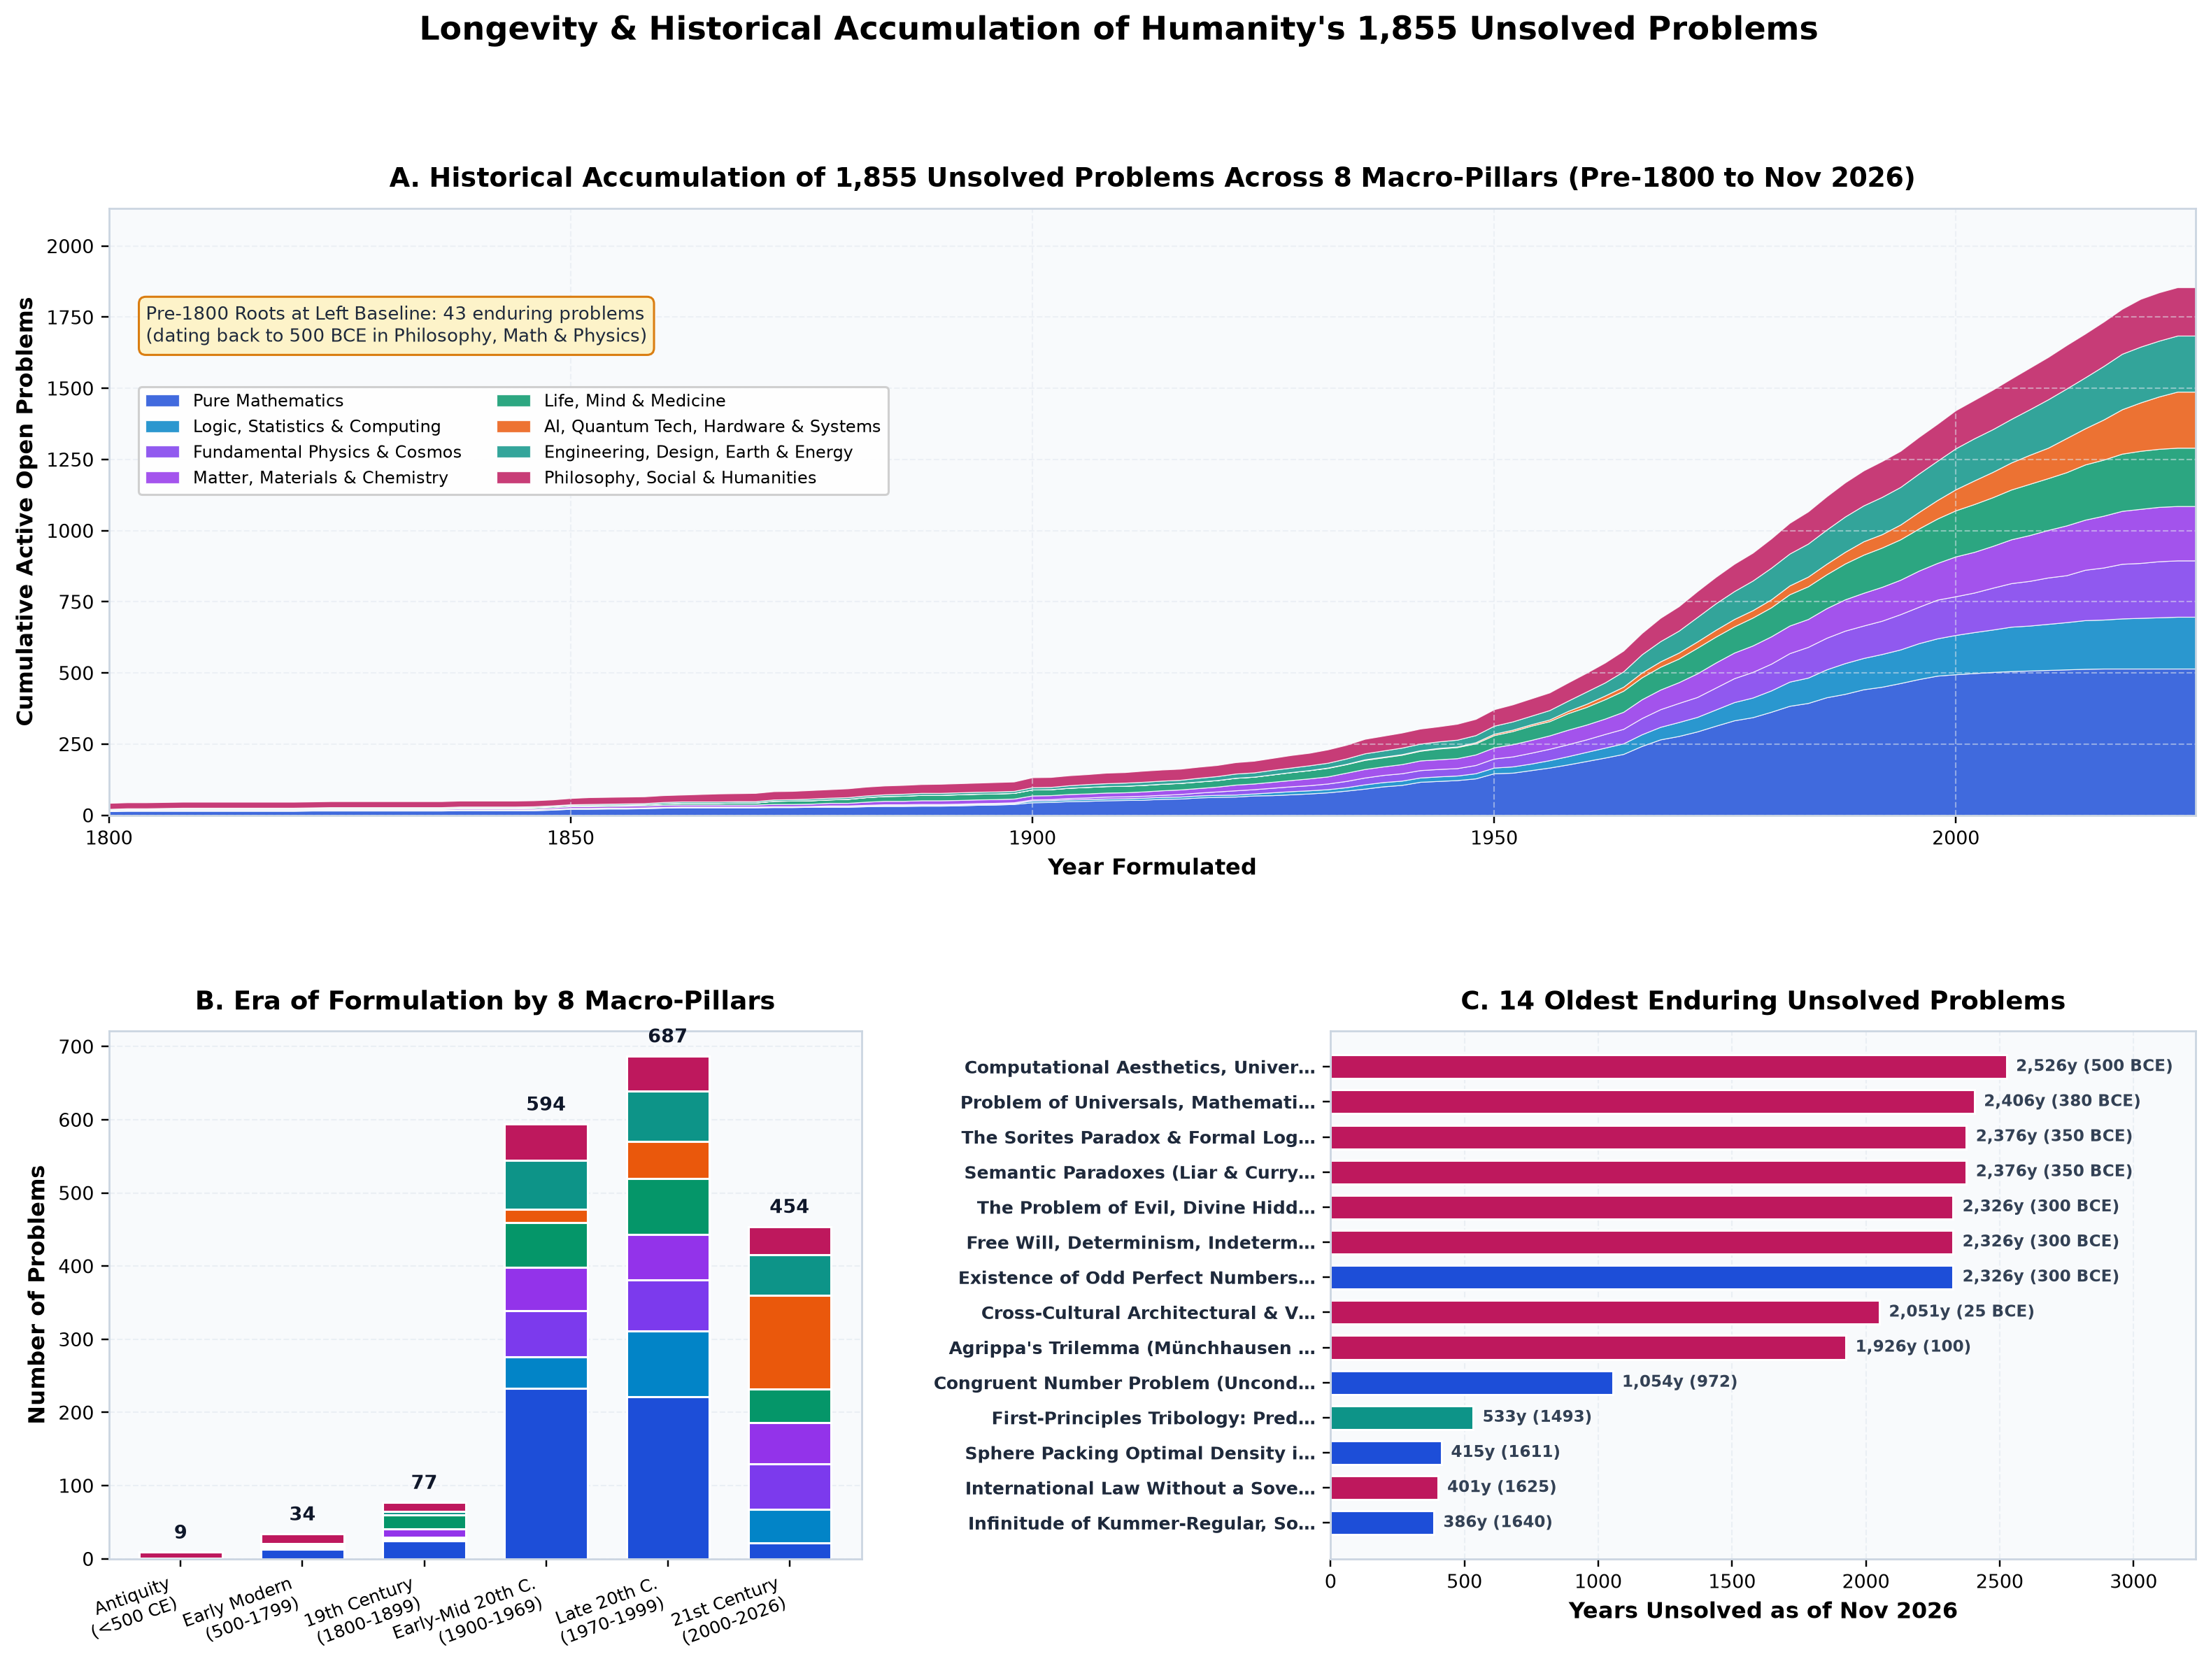 Longevity & Historical Accumulation of Humanity's 1,855 Unsolved Problems
A. Historical Accumulation of 1,855 Unsolved Problems Across 8 Macro-Pillars (Pre-1800 to Nov 2026)
Cumulative Active Open Problems
2000
1750
1500
1250
1000
750
500
250
0
Pre-1800 Roots at Left Baseline: 43 enduring problems
(dating back to 500 BCE in Philosophy, Math & Physics)
Pure Mathematics
Logic, Statistics & Computing
Fundamental Physics & Cosmos
Matter, Materials & Chemistry
Life, Mind & Medicine
AI, Quantum Tech, Hardware & Systems
Engineering, Design, Earth & Energy
Philosophy, Social & Humanities
1800
1850
1900
1950
2000
Year Formulated
B. Era of Formulation by 8 Macro-Pillars
Number of Problems
700
600
500
400
300
200
100
0
9
34
77
594
687
454
Antiquity
(<500 CE)
Early Modern
(500-1799)
19th Century
(1800-1899)
Early-Mid 20th C.
(1900-1969)
Late 20th C.
(1970-1999)
21st Century
(2000-2026)
C. 14 Oldest Enduring Unsolved Problems
Computational Aesthetics, Univer... 2,526y (500 BCE)
Problem of Universals, Mathemati... 2,406y (380 BCE)
The Sorites Paradox & Formal Log... 2,376y (350 BCE)
Semantic Paradoxes (Liar & Curry... 2,376y (350 BCE)
The Problem of Evil, Divine Hidd... 2,326y (300 BCE)
Free Will, Determinism, Indeterm... 2,326y (300 BCE)
Existence of Odd Perfect Numbers... 2,326y (300 BCE)
Cross-Cultural Architectural & V... 2,051y (25 BCE)
Agrippa's Trilemma (Münchhausen ... 1,926y (100)
Congruent Number Problem (Uncond... 1,054y (972)
First-Principles Tribology: Pred... 533y (1493)
Sphere Packing Optimal Density i... 415y (1611)
International Law Without a Sove... 401y (1625)
Infinitude of Kummer-Regular, So... 386y (1640)
0
500
1000
1500
2000
2500
3000
Years Unsolved as of Nov 2026